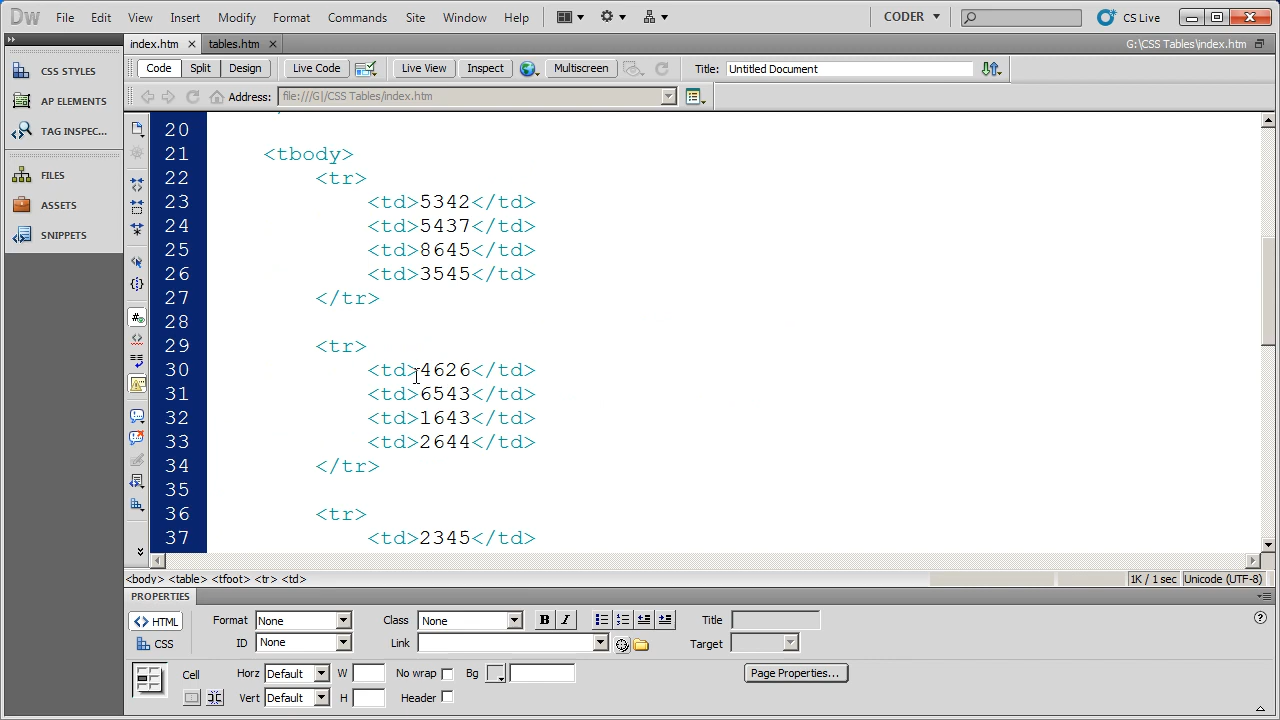 Dw File Edit View Insert Modify Format Commands Site Window Help CODER CS Live
index.htm tables.htm G:\CSS Tables\index.htm
Code Split Design Live Code Live View Inspect Multiscreen Title: Untitled Document
Address: file:///G|/CSS Tables/index.htm
CSS STYLES
AP ELEMENTS
TAG INSPEC...
FILES
ASSETS
SNIPPETS
20
21 <tbody>
22 <tr>
23 <td>5342</td>
24 <td>5437</td>
25 <td>8645</td>
26 <td>3545</td>
27 </tr>
28
29 <tr>
30 <td>4626</td>
31 <td>6543</td>
32 <td>1643</td>
33 <td>2644</td>
34 </tr>
35
36 <tr>
37 <td>2345</td>
<body> <table> <tfoot> <tr> <td> 1K / 1 sec Unicode (UTF-8)
PROPERTIES
<> HTML Format None Class None B I Title
CSS ID None Link Target
Cell Horz Default W No wrap Bg Page Properties...
Vert Default H Header